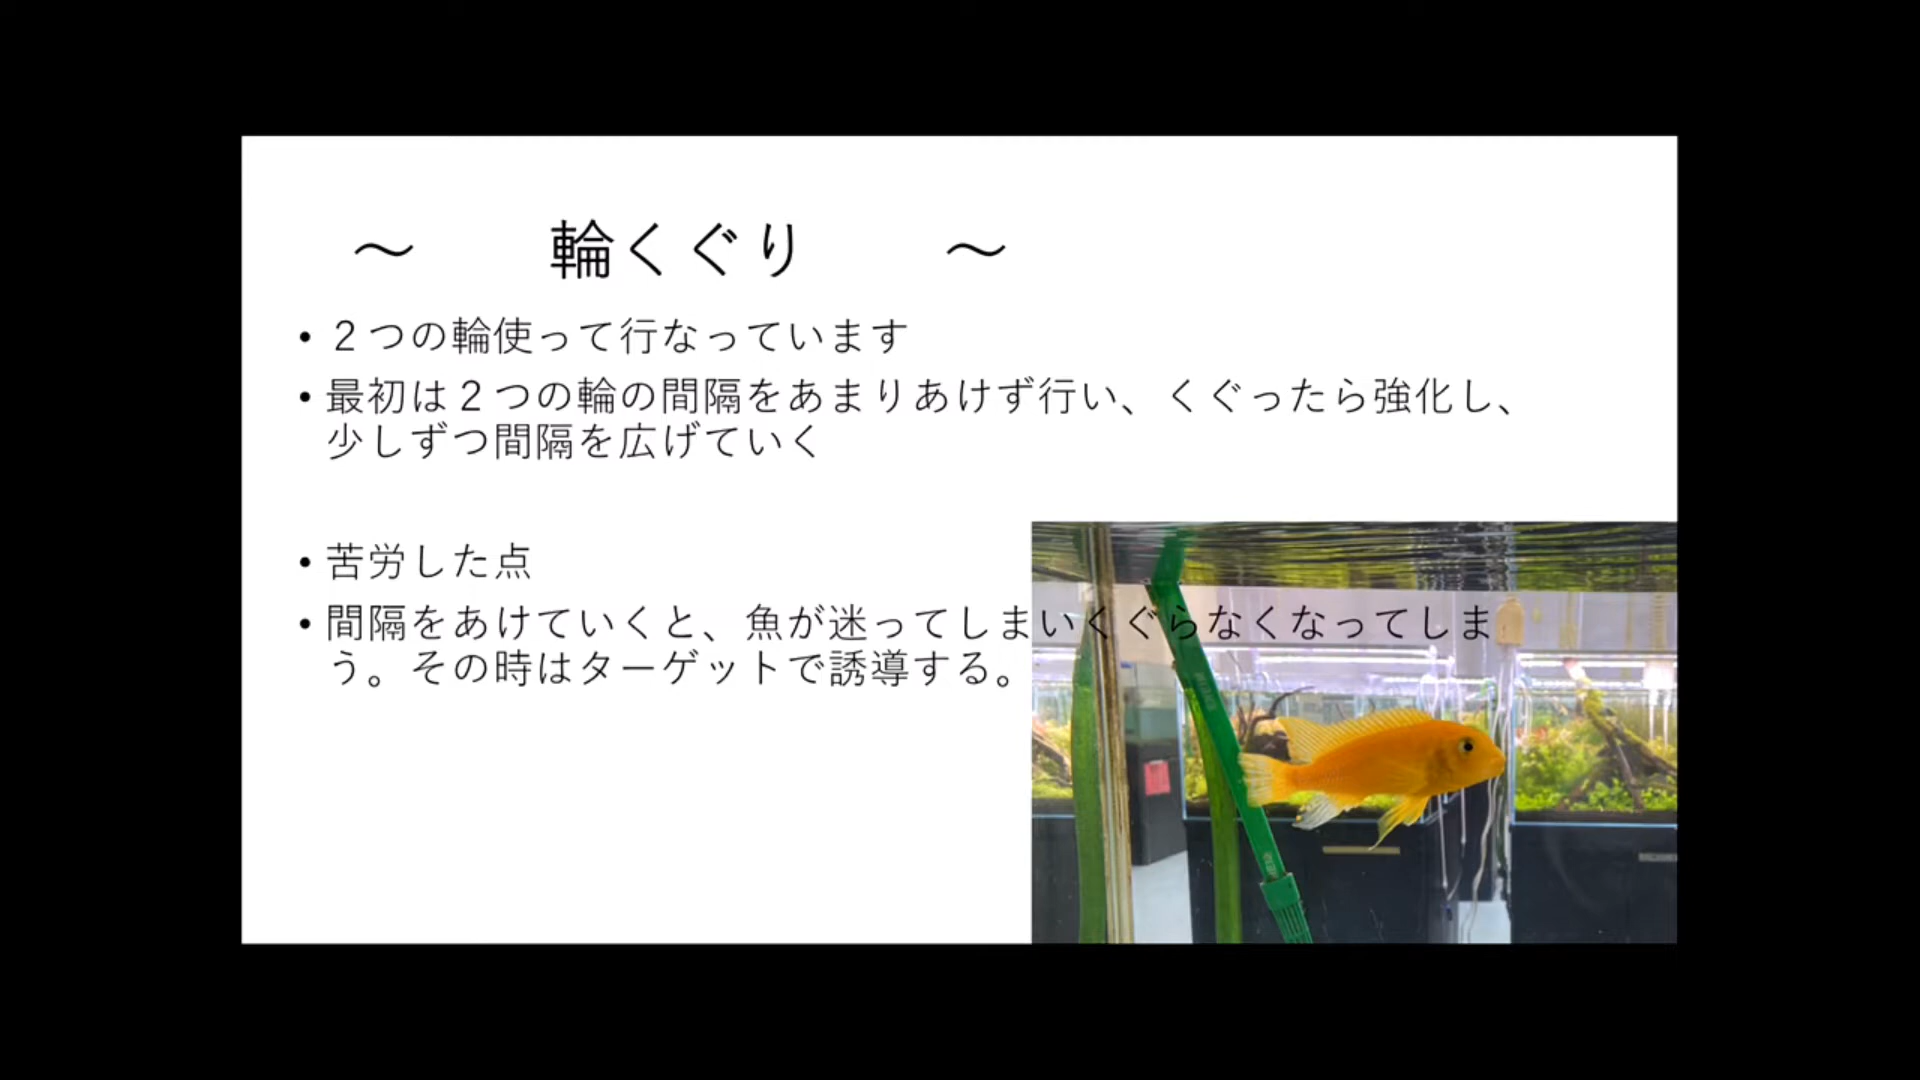 ～　輪くぐり　～
• ２つの輪使って行なっています
• 最初は２つの輪の間隔をあまりあけず行い、くぐったら強化し、
少しずつ間隔を広げていく
• 苦労した点
• 間隔をあけていくと、魚が迷ってしまいくぐらなくなってしま
う。その時はターゲットで誘導する。